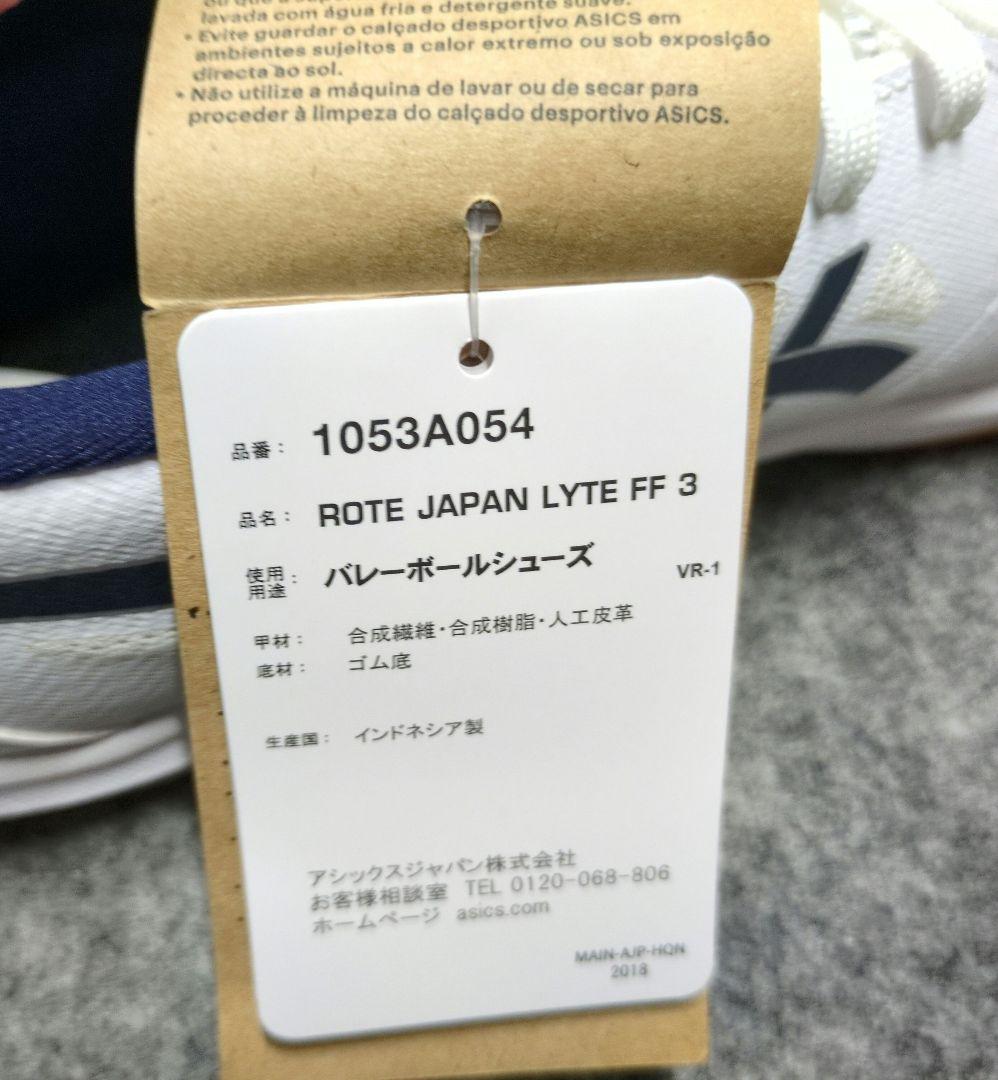 ou que a
lavada com água fria e detergente suave.
• Evite guardar o calçado desportivo ASICS em
ambientes sujeitos a calor extremo ou sob exposição
directa ao sol.
• Não utilize a máquina de lavar ou de secar para
proceder à limpeza do calçado desportivo ASICS.
品番： 1053A054
品名： ROTE JAPAN LYTE FF 3
使用用途： バレーボールシューズ
VR-1
甲材： 合成繊維・合成樹脂・人工皮革
底材： ゴム底
生産国： インドネシア製
アシックスジャパン株式会社
お客様相談室 TEL 0120-068-806
ホームページ asics.com
MAIN-AJP-HQN
2018